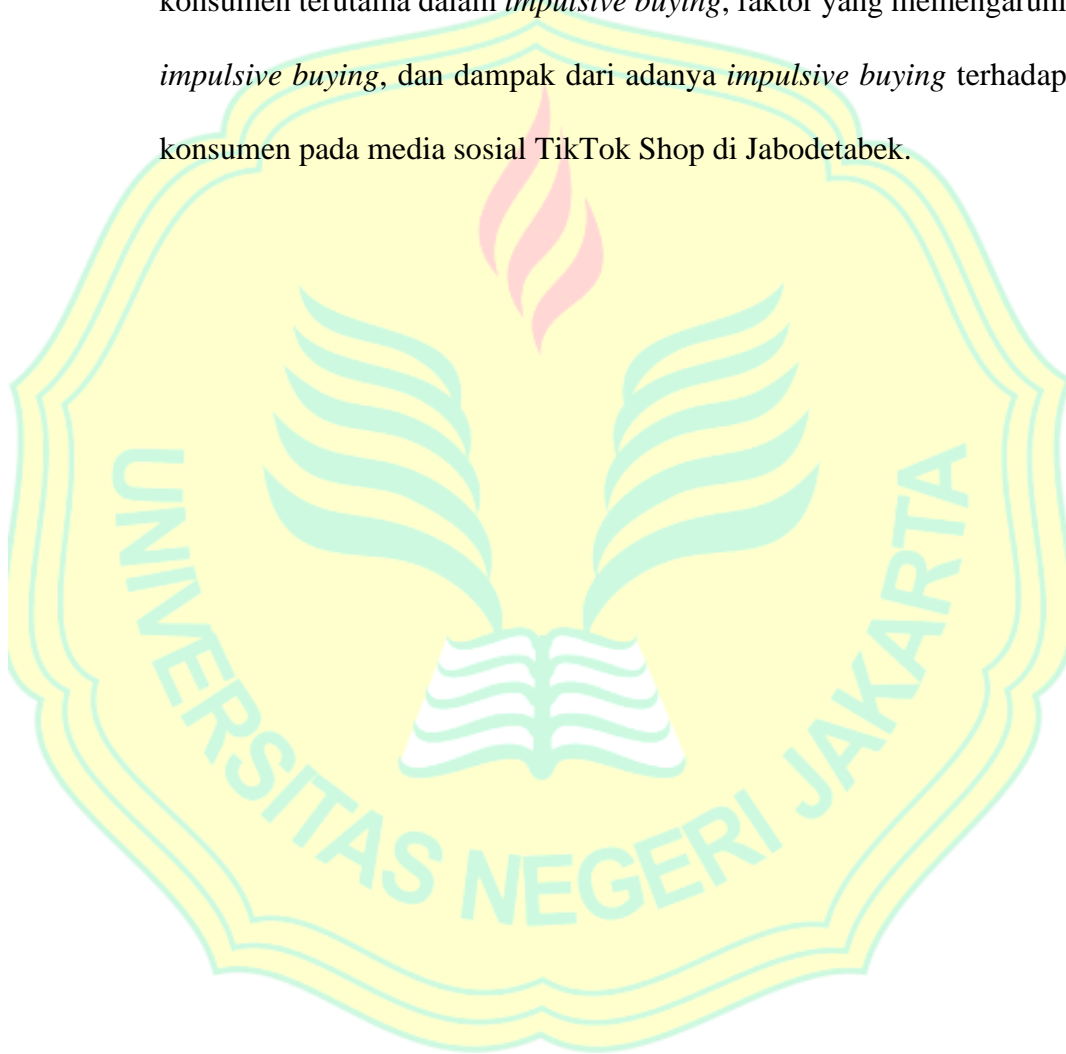 konsumen terutama dalam impulsive buying, faktor yang memengaruhi
impulsive buying, dan dampak dari adanya impulsive buying terhadap
konsumen pada media sosial TikTok Shop di Jabodetabek.
UNIVERSITAS NEGERI JAKARTA